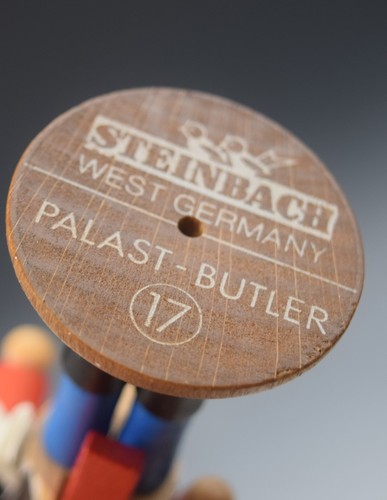 STEINBACH
WEST GERMANY
PALAST-BUTLER
17